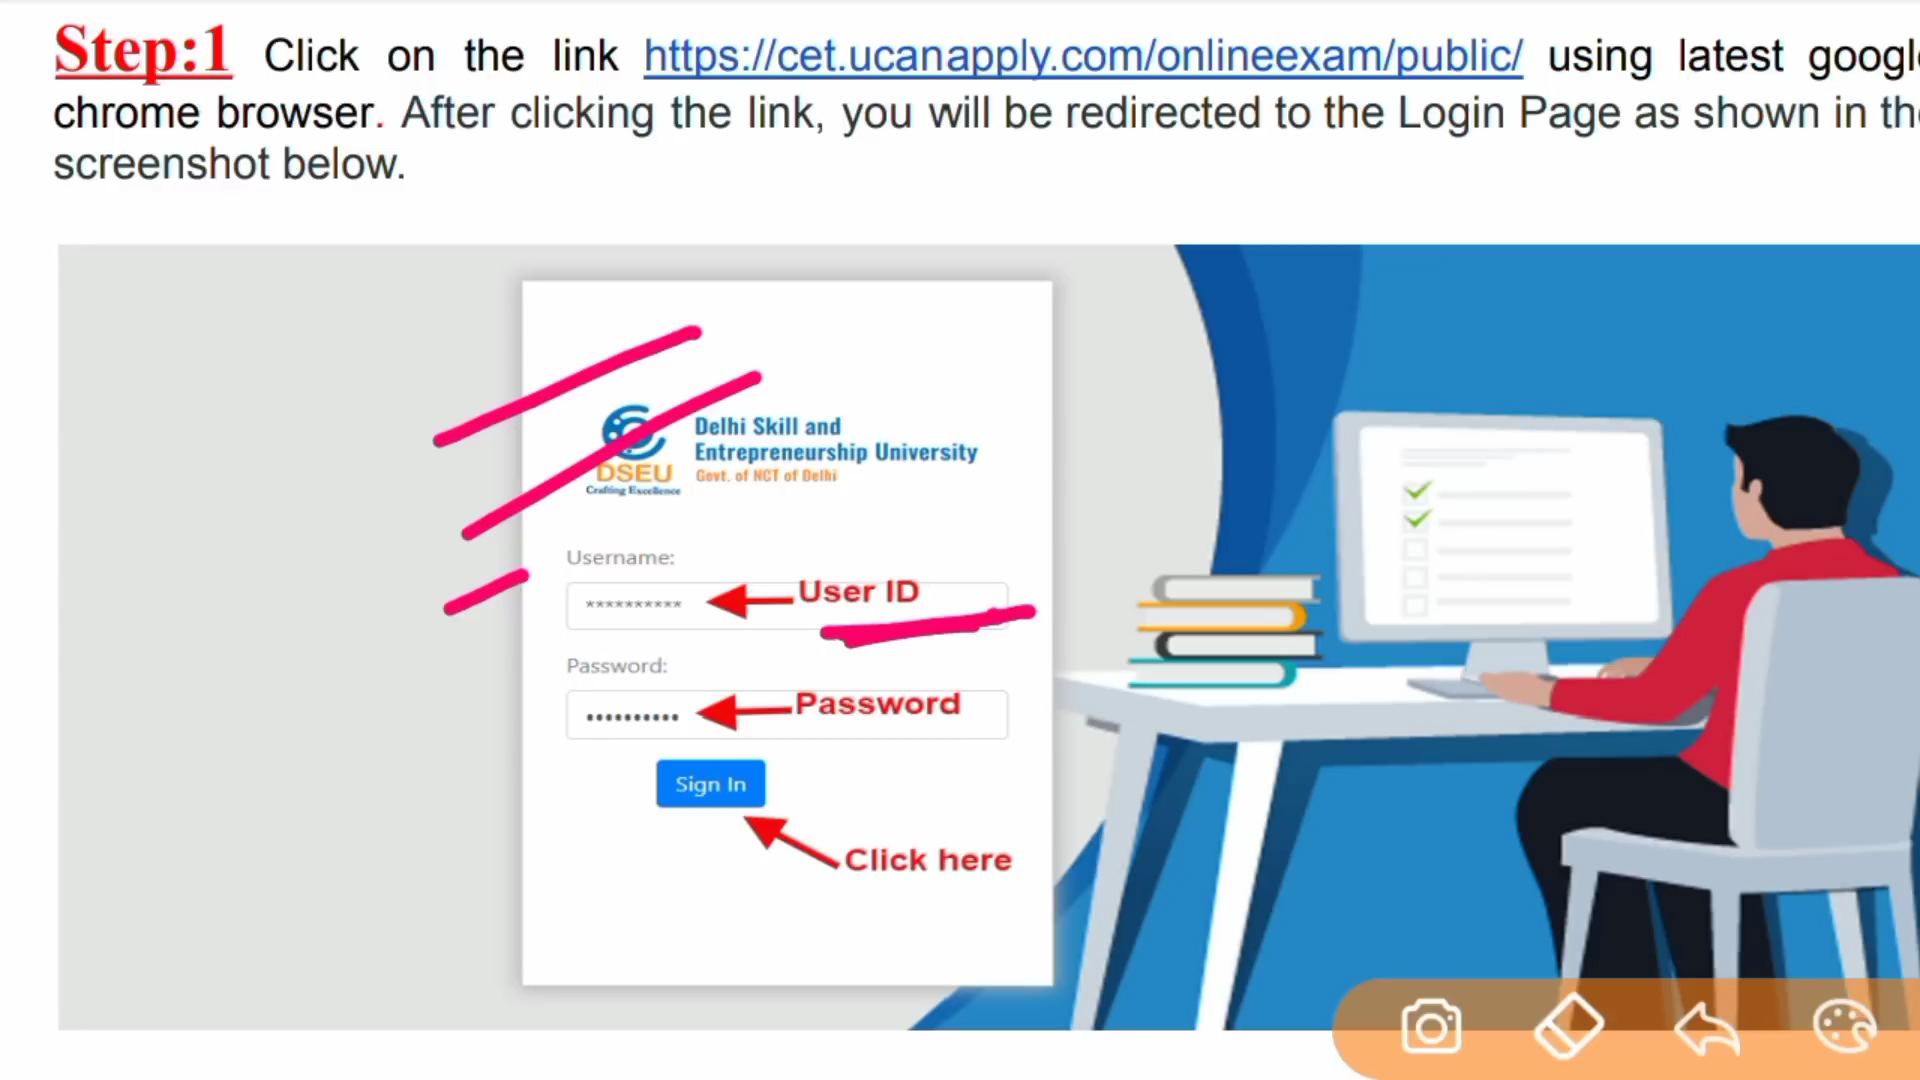 Step:1 Click on the link https://cet.ucanapply.com/onlineexam/public/ using latest
chrome browser. After clicking the link, you will be redirected to the Login Page as shown in
screenshot below.
DSEU
Crafting Excellence
Delhi Skill and
Entrepreneurship University
Govt. of NCT of Delhi
Username:
********** User ID
Password:
•••••••••• Password
Sign In
Click here